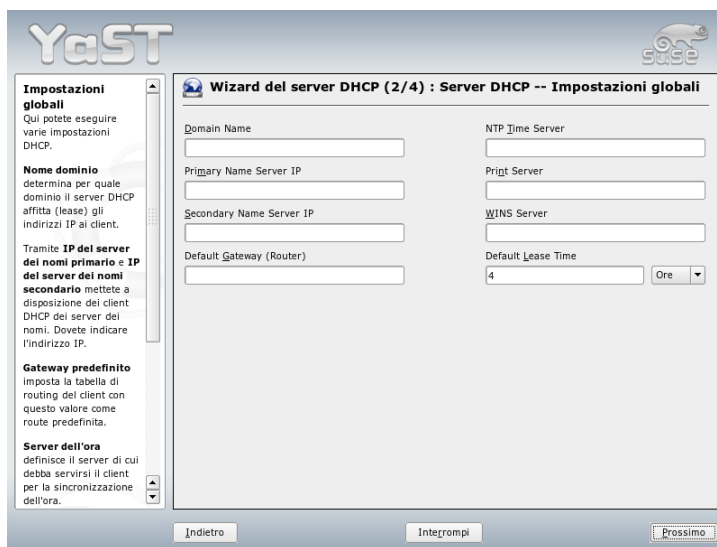 YaST
suse
Impostazioni
globali
Qui potete eseguire
varie impostazioni
DHCP.
Nome dominio
determina per quale
dominio il server DHCP
affitta (lease) gli
indirizzi IP ai client.
Tramite IP del server
dei nomi primario e IP
del server dei nomi
secondario mettete a
disposizione dei client
DHCP dei server dei
nomi. Dovete indicare
l'indirizzo IP.
Gateway predefinito
imposta la tabella di
routing del client con
questo valore come
route predefinita.
Server dell'ora
definisce il server di cui
debba servirsi il client
per la sincronizzazione
dell'ora.
Wizard del server DHCP (2/4) : Server DHCP -- Impostazioni globali
Domain Name
NTP Time Server
Primary Name Server IP
Print Server
Secondary Name Server IP
WINS Server
Default Gateway (Router)
Default Lease Time
4 Ore
Indietro
Interrompi
Prossimo